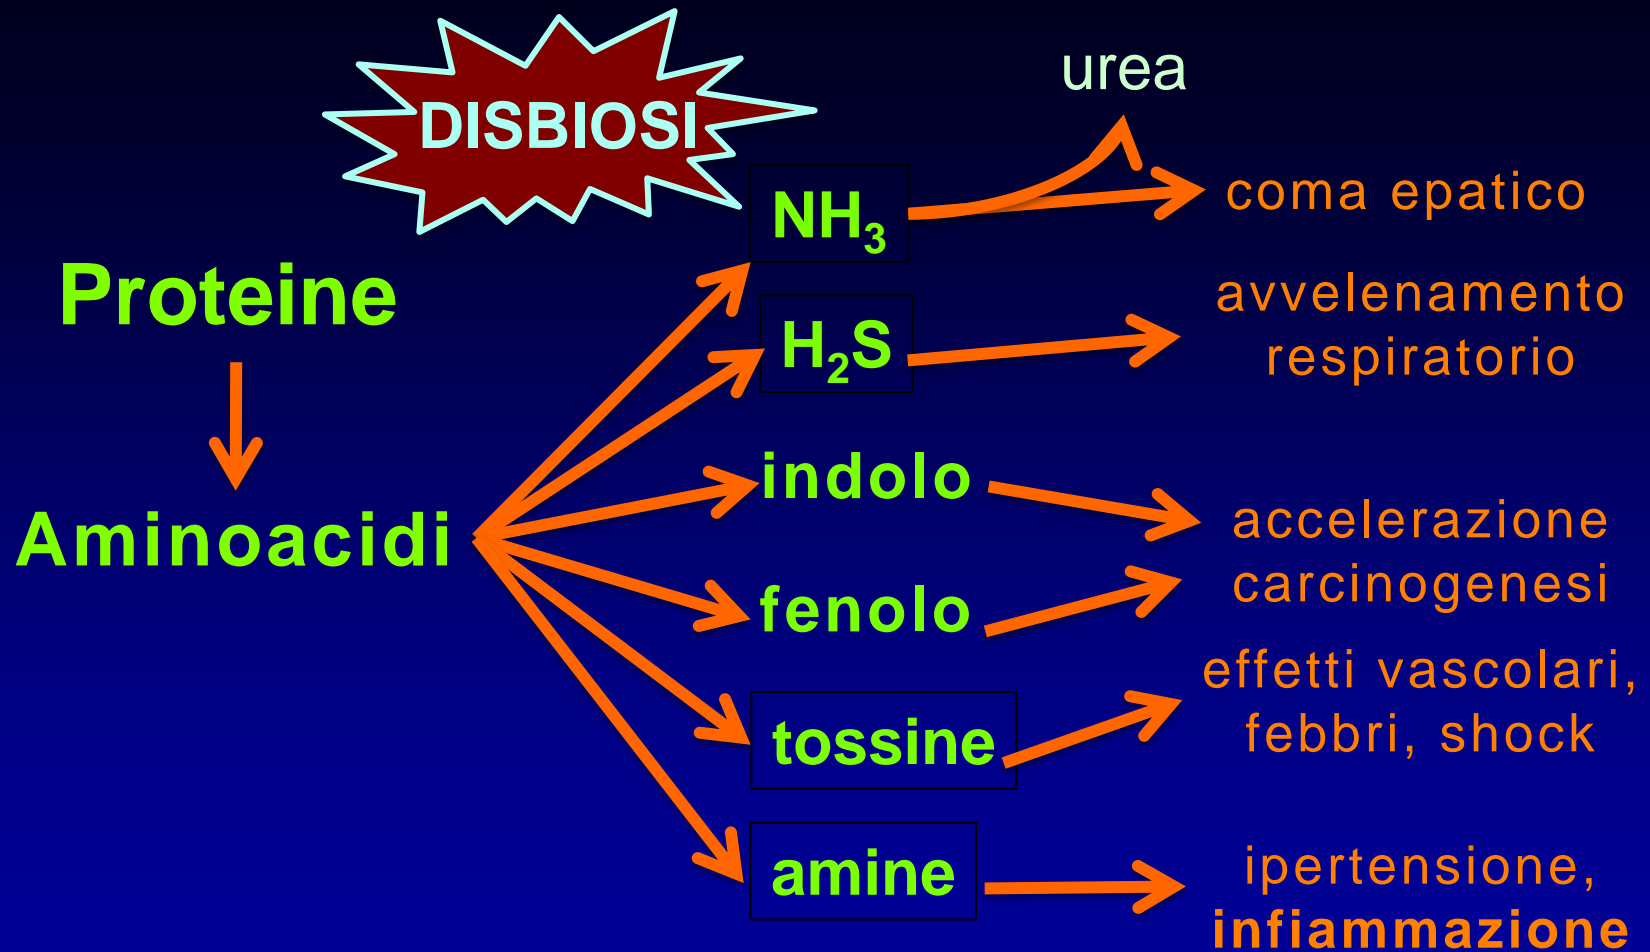 DISBIOSI
urea
NH₃
coma epatico
Proteine
H₂S
avvelenamento
respiratorio
Aminoacidi
indolo
fenolo
accelerazione
carcinogenesi
tossine
effetti vascolari,
febbri, shock
amine
ipertensione,
infiammazione